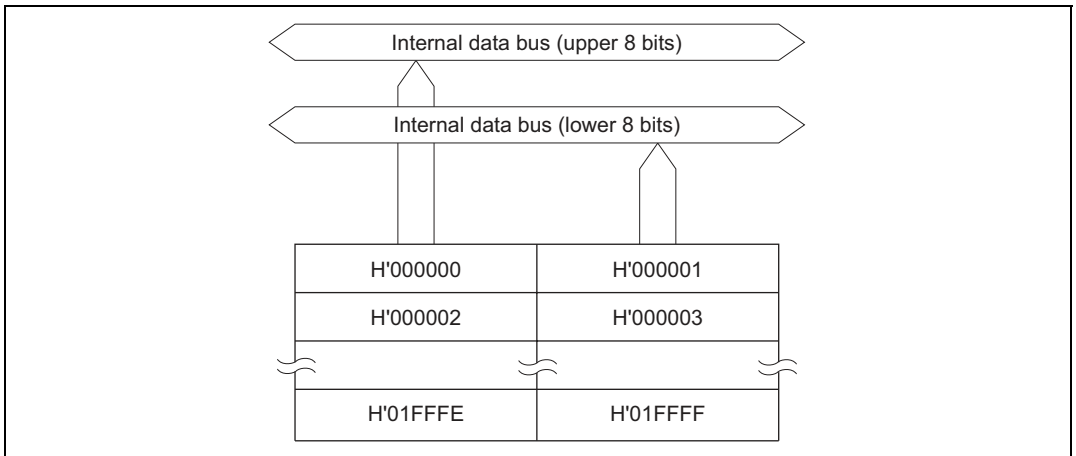 Internal data bus (upper 8 bits)
Internal data bus (lower 8 bits)
H'000000 H'000001
H'000002 H'000003
H'01FFFE H'01FFFF